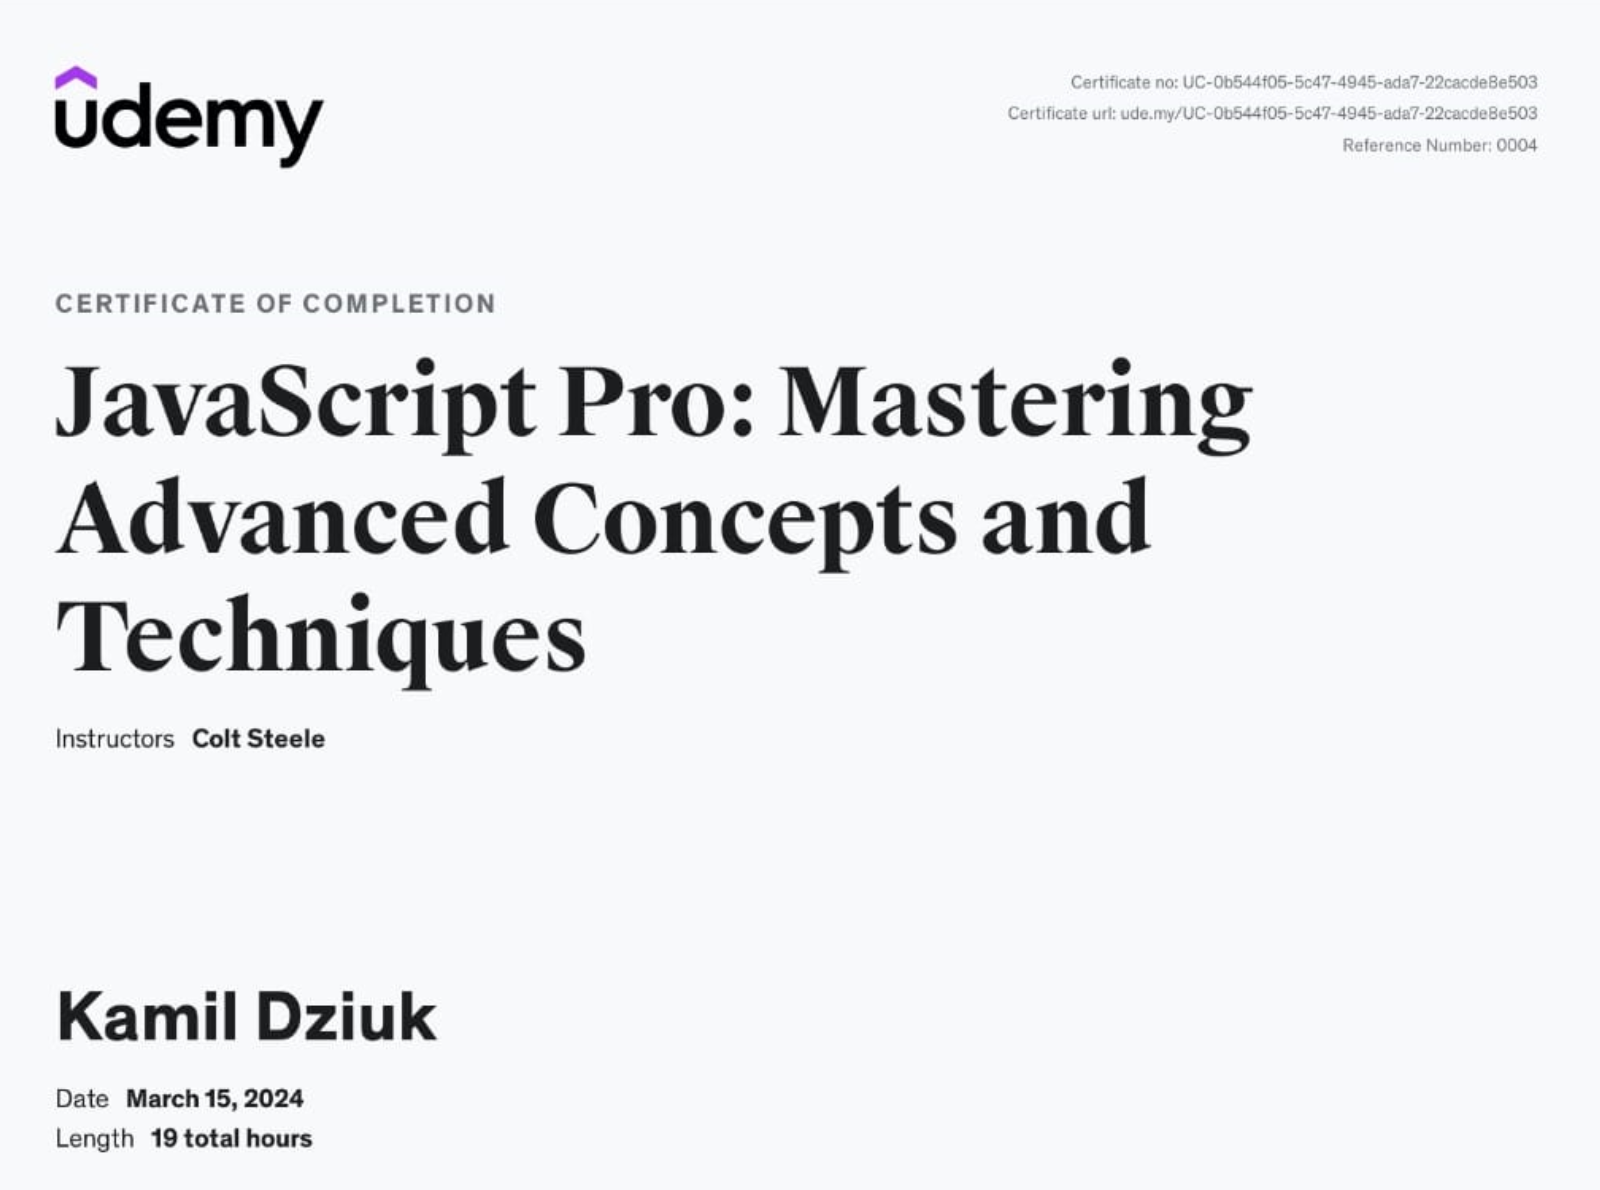 udemy
Certificate no: UC-0b544f05-5c47-4945-ada7-22cacde8e503
Certificate url: ude.my/UC-0b544f05-5c47-4945-ada7-22cacde8e503
Reference Number: 0004
CERTIFICATE OF COMPLETION
JavaScript Pro: Mastering
Advanced Concepts and
Techniques
Instructors Colt Steele
Kamil Dziuk
Date March 15, 2024
Length 19 total hours